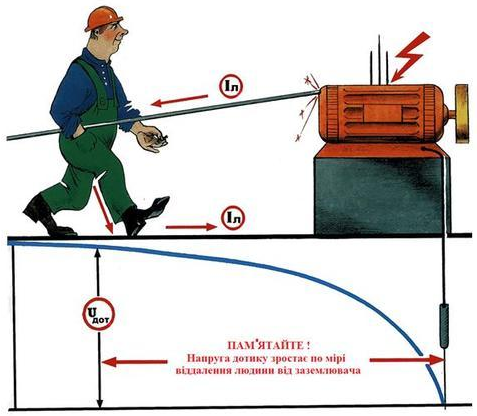 Iл
Iл
Uдот
ПАМ'ЯТАЙТЕ !
Напруга дотику зростає по мірі
віддалення людини від заземлювача